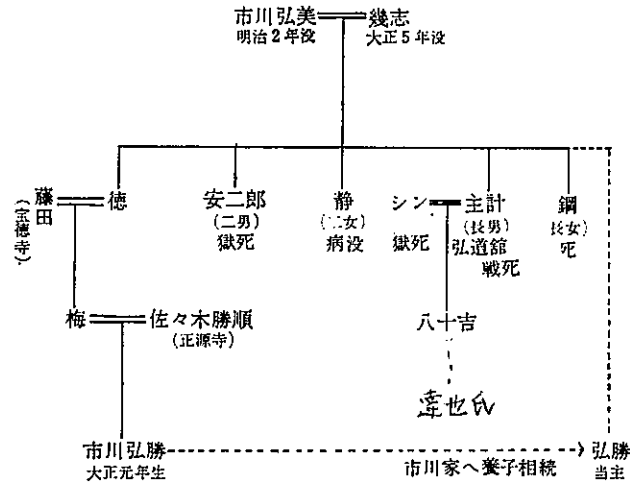 市川弘美 幾志
明治2年没 大正5年没
藤田 徳 安二郎 静 シン 主計 鋼
(宝徳寺) (二男) (二女) (長男) (長女)
獄死 病没 獄死 弘道舘 死
戦死
梅 佐々木勝順 八十吉
(正源寺)
達也氏
市川弘勝 弘勝
大正元年生 市川家へ養子相続 当主